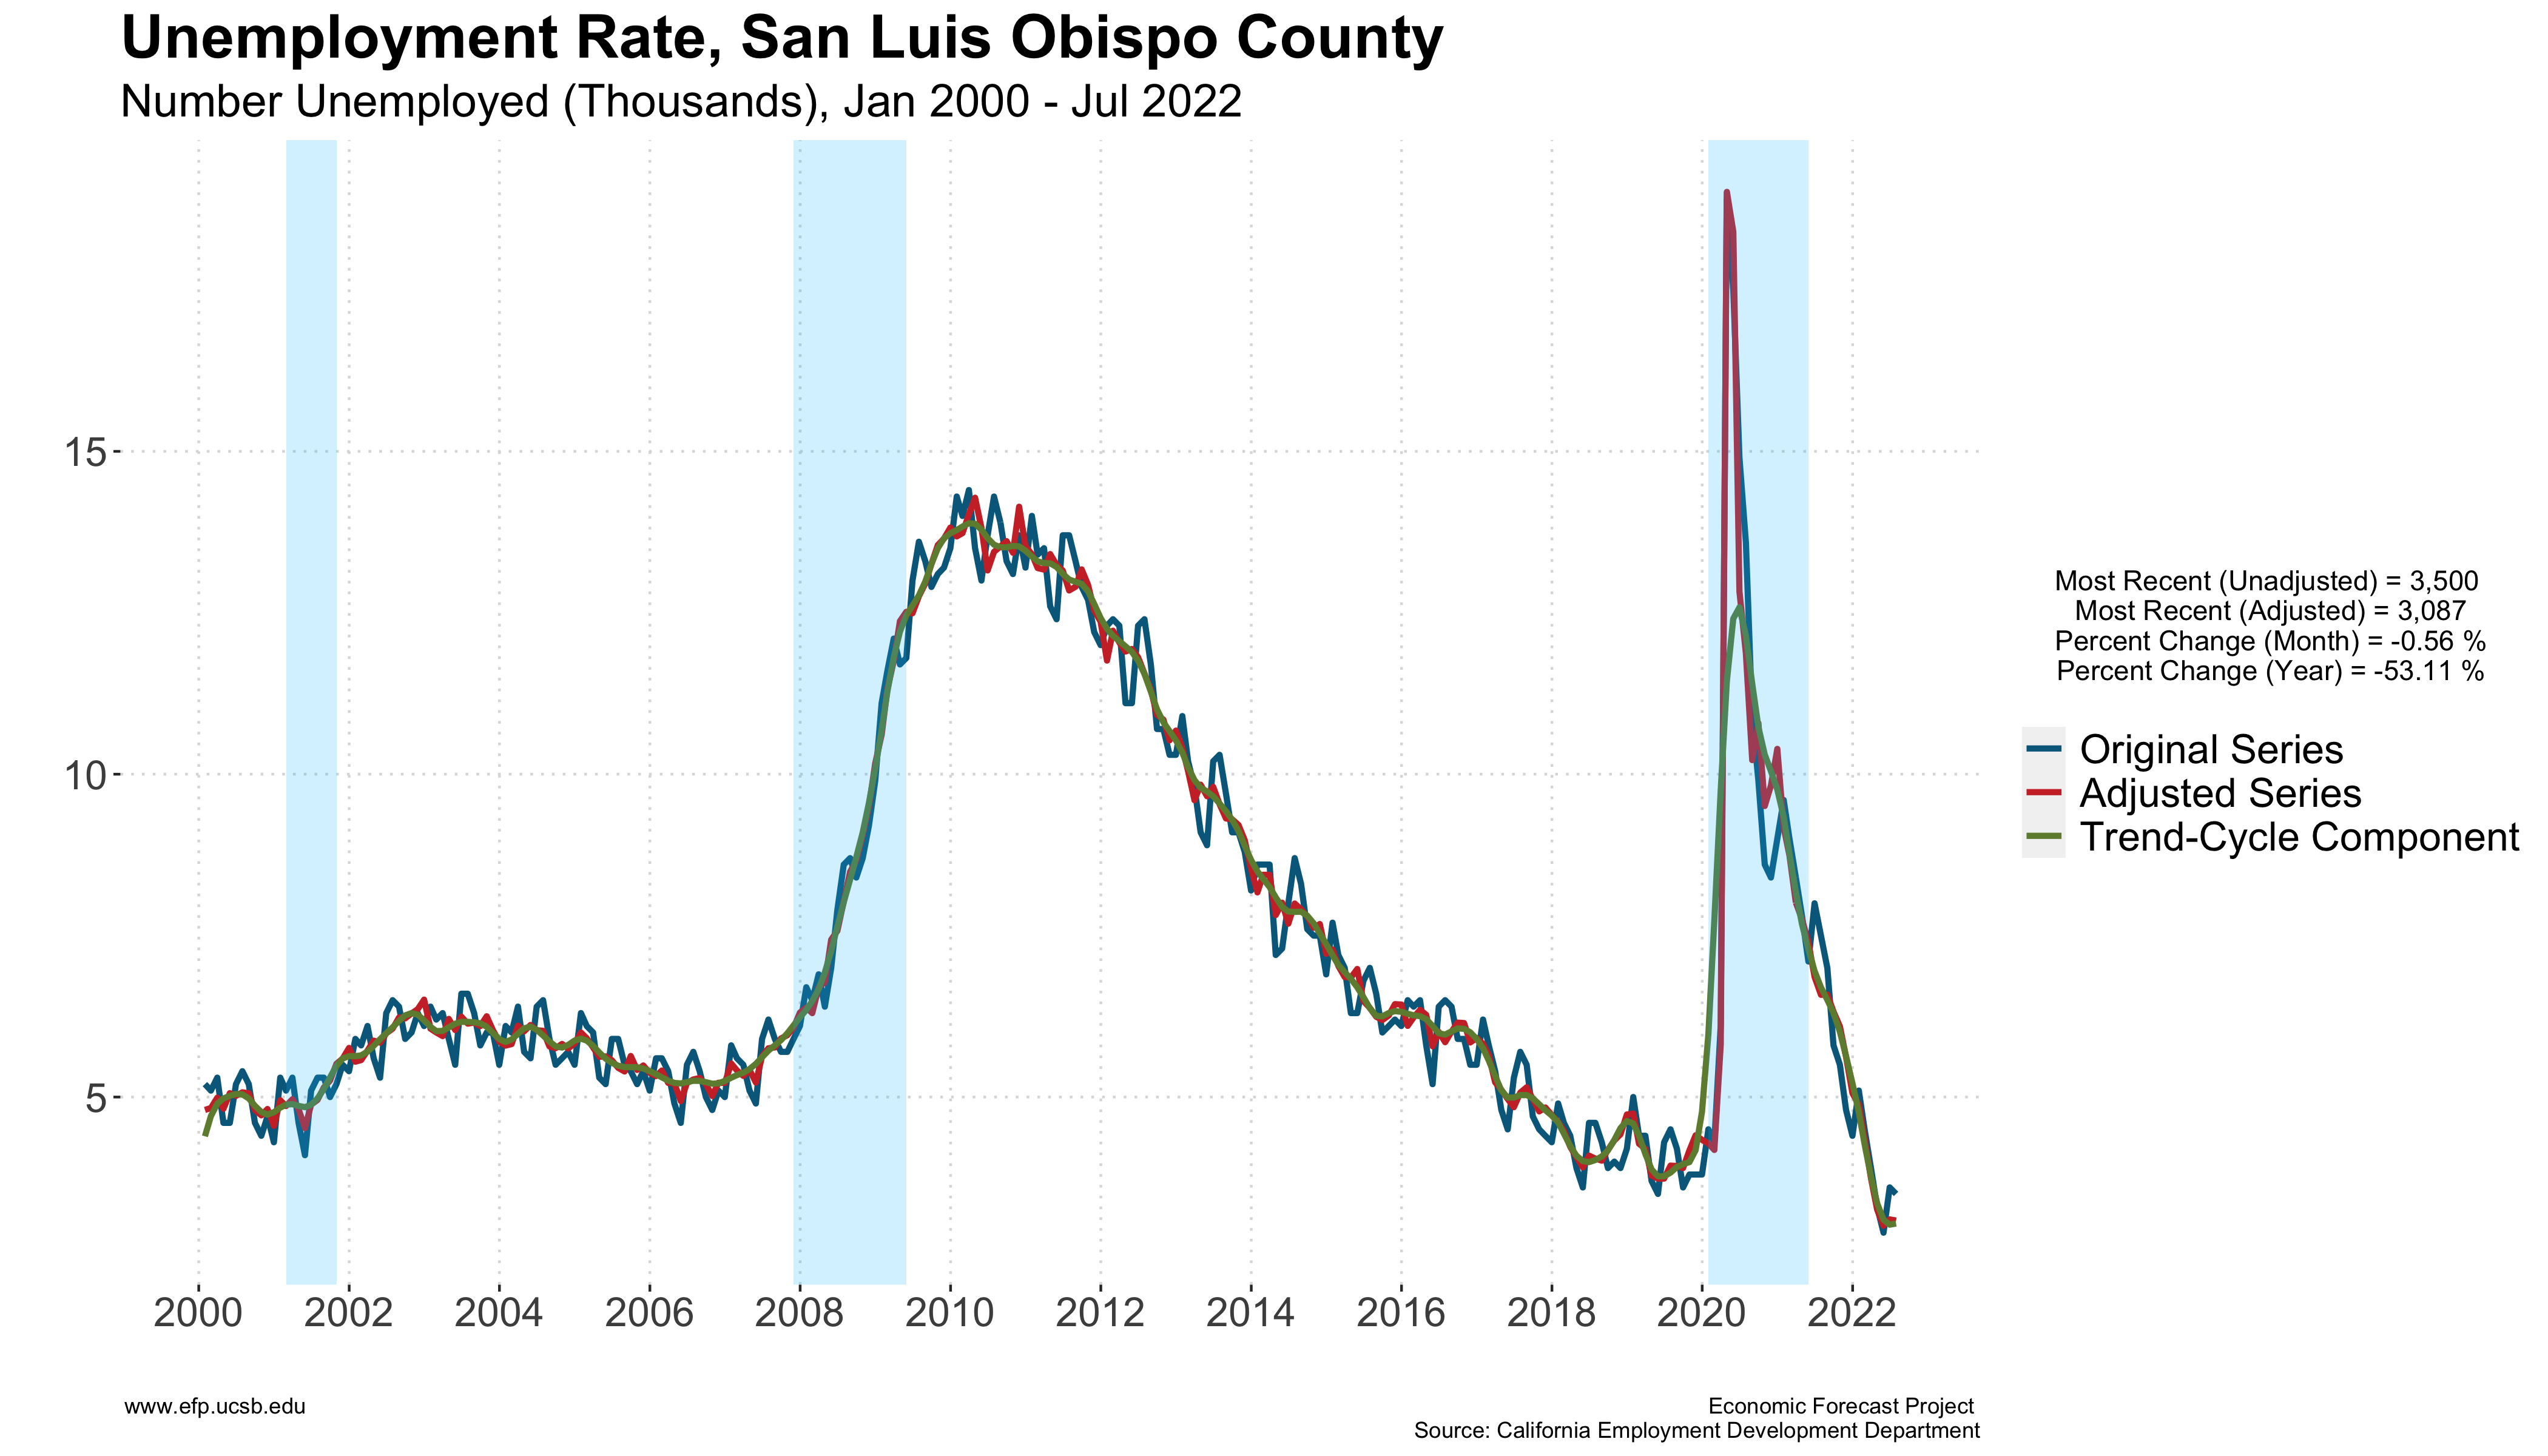 Unemployment Rate, San Luis Obispo County
Number Unemployed (Thousands), Jan 2000 - Jul 2022
15
10
5
2000 2002 2004 2006 2008 2010 2012 2014 2016 2018 2020 2022
Most Recent (Unadjusted) = 3,500
Most Recent (Adjusted) = 3,087
Percent Change (Month) = -0.56 %
Percent Change (Year) = -53.11 %
Original Series
Adjusted Series
Trend-Cycle Component
www.efp.ucsb.edu
Economic Forecast Project
Source: California Employment Development Department